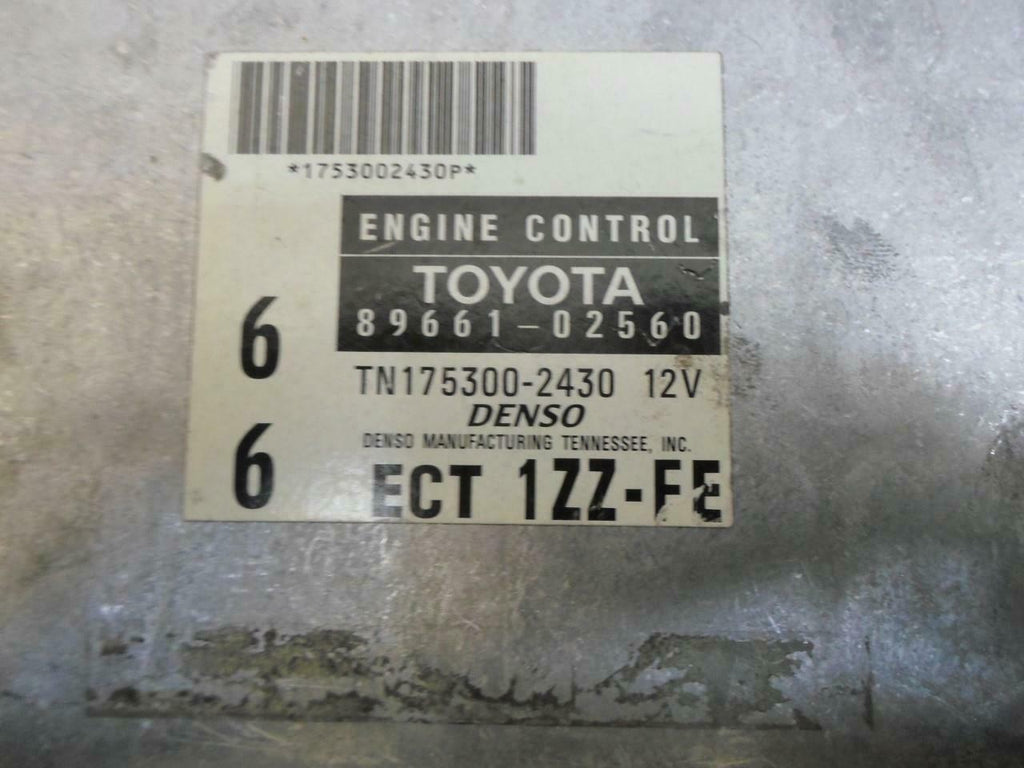 *1753002430P*
ENGINE CONTROL
TOYOTA
89661-02560
6
TN175300-2430 12V
DENSO
DENSO MANUFACTURING TENNESSEE, INC.
6
ECT 1ZZ-FE